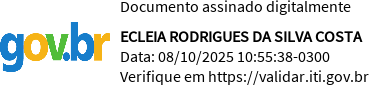 Documento assinado digitalmente
gov.br
ECLEIA RODRIGUES DA SILVA COSTA
Data: 08/10/2025 10:55:38-0300
Verifique em https://validar.iti.gov.br